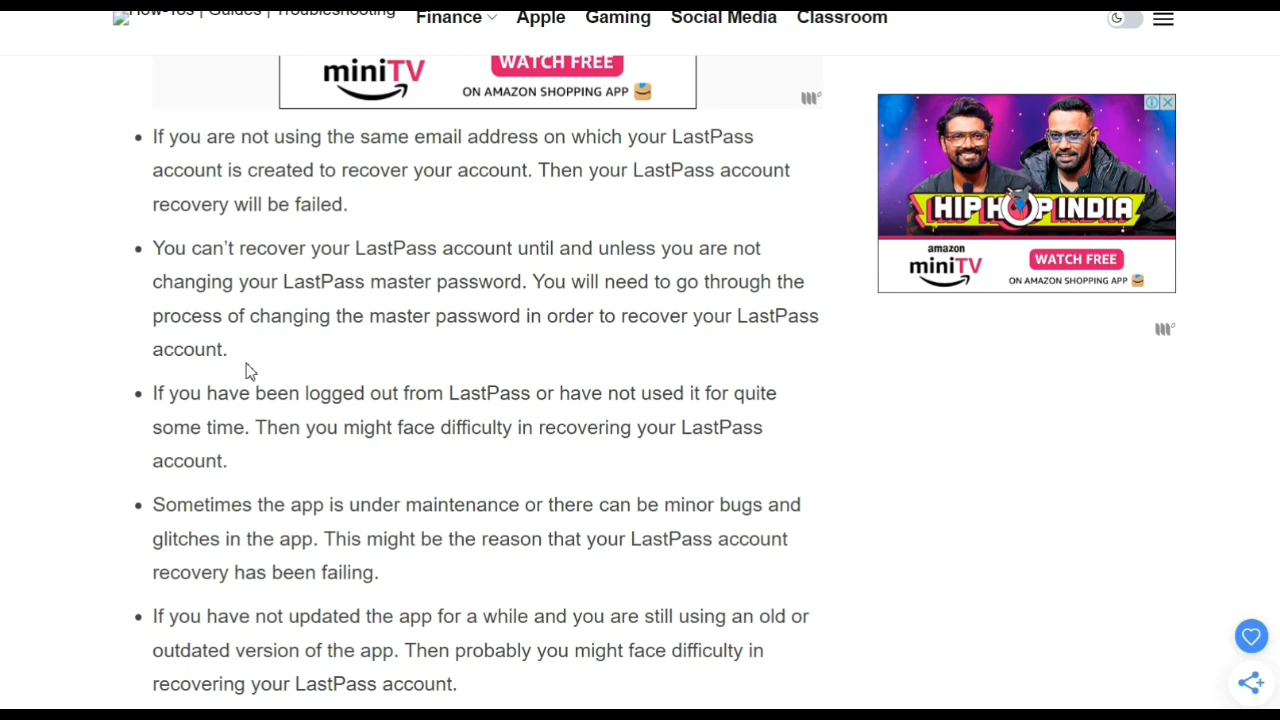 How-Tos | Guides | Troubleshooting
Finance
Apple
Gaming
Social Media
Classroom
miniTV
WATCH FREE
ON AMAZON SHOPPING APP
If you are not using the same email address on which your LastPass
account is created to recover your account. Then your LastPass account
recovery will be failed.
You can’t recover your LastPass account until and unless you are not
changing your LastPass master password. You will need to go through the
process of changing the master password in order to recover your LastPass
account.
If you have been logged out from LastPass or have not used it for quite
some time. Then you might face difficulty in recovering your LastPass
account.
Sometimes the app is under maintenance or there can be minor bugs and
glitches in the app. This might be the reason that your LastPass account
recovery has been failing.
If you have not updated the app for a while and you are still using an old or
outdated version of the app. Then probably you might face difficulty in
recovering your LastPass account.
HIP HOP INDIA
amazon
miniTV
WATCH FREE
ON AMAZON SHOPPING APP